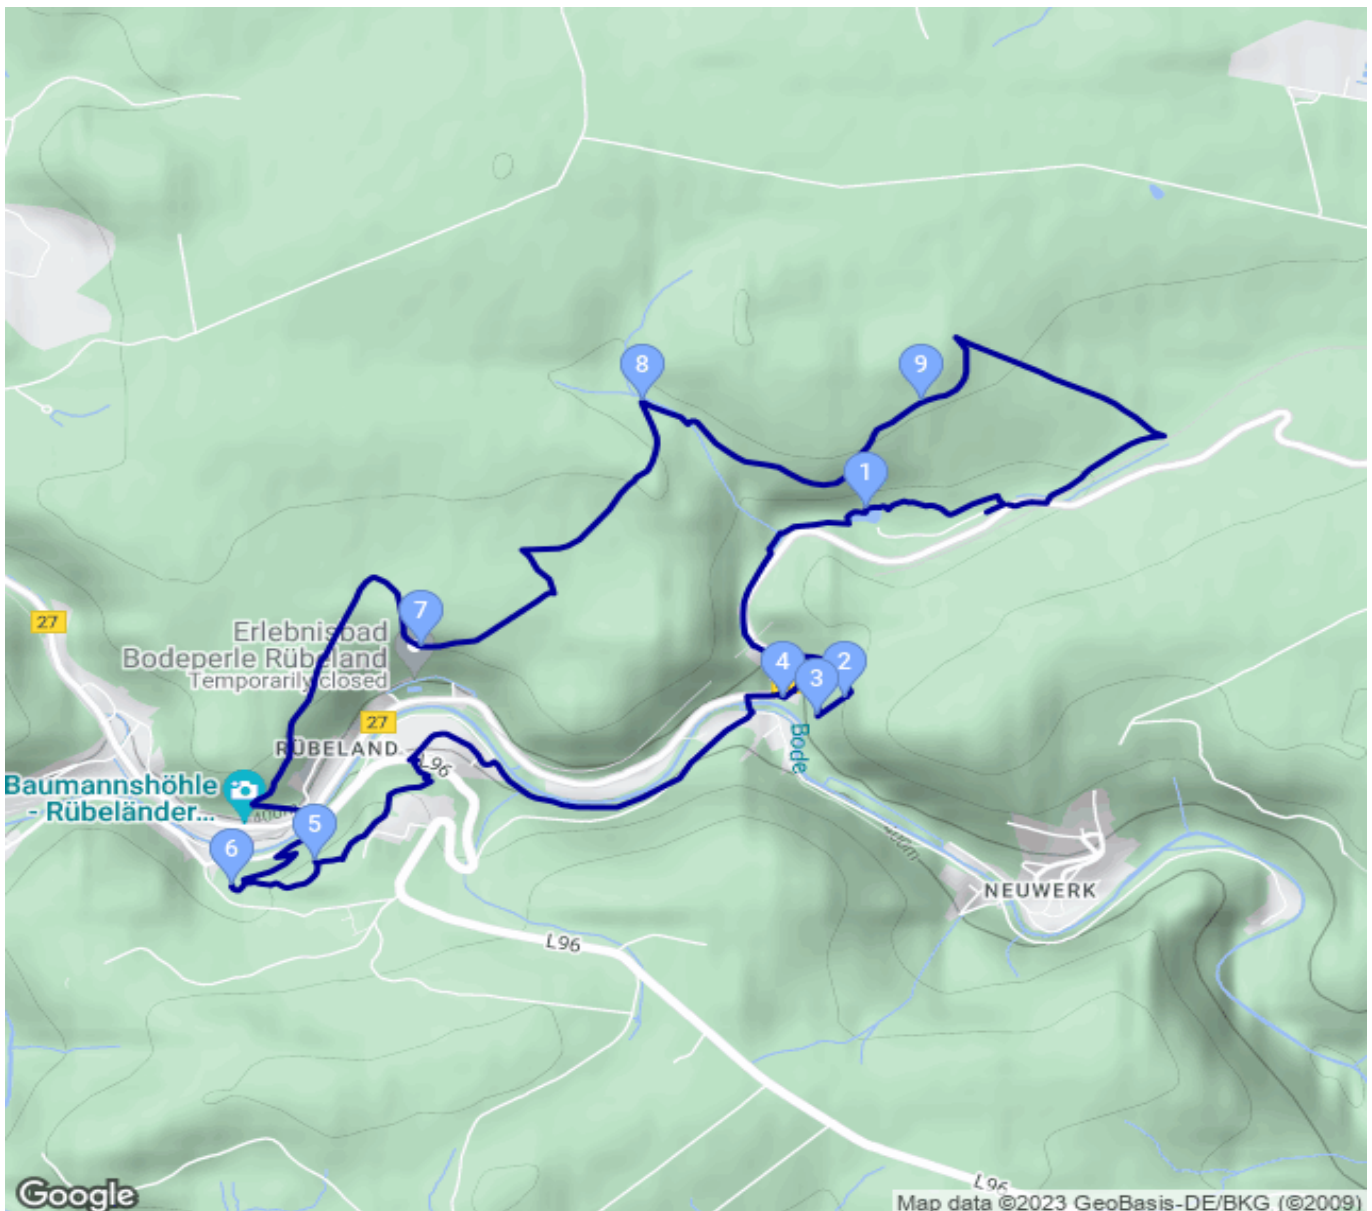 8
9
1
27
7
Erlebnisbad
Bodeperle Rübeland
Temporarily closed
4
3
2
27
RÜBELAND
L96
Bode
Baumannshöhle
- Rübeländer...
5
6
400m
NEUWERK
L96
L96
Google
Map data ©2023 GeoBasis-DE/BKG (©2009)